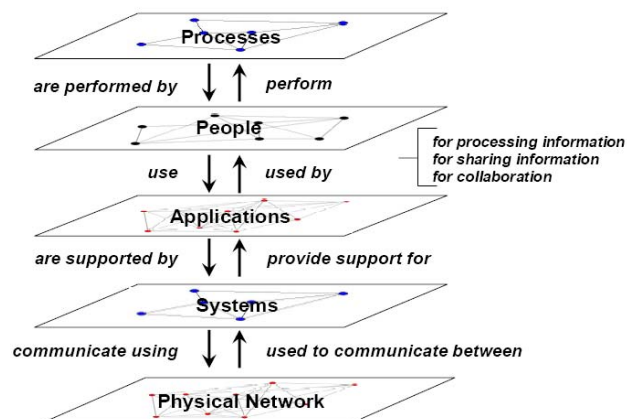 Processes
are performed by
perform
People
for processing information
for sharing information
for collaboration
use
used by
Applications
are supported by
provide support for
Systems
communicate using
used to communicate between
Physical Network